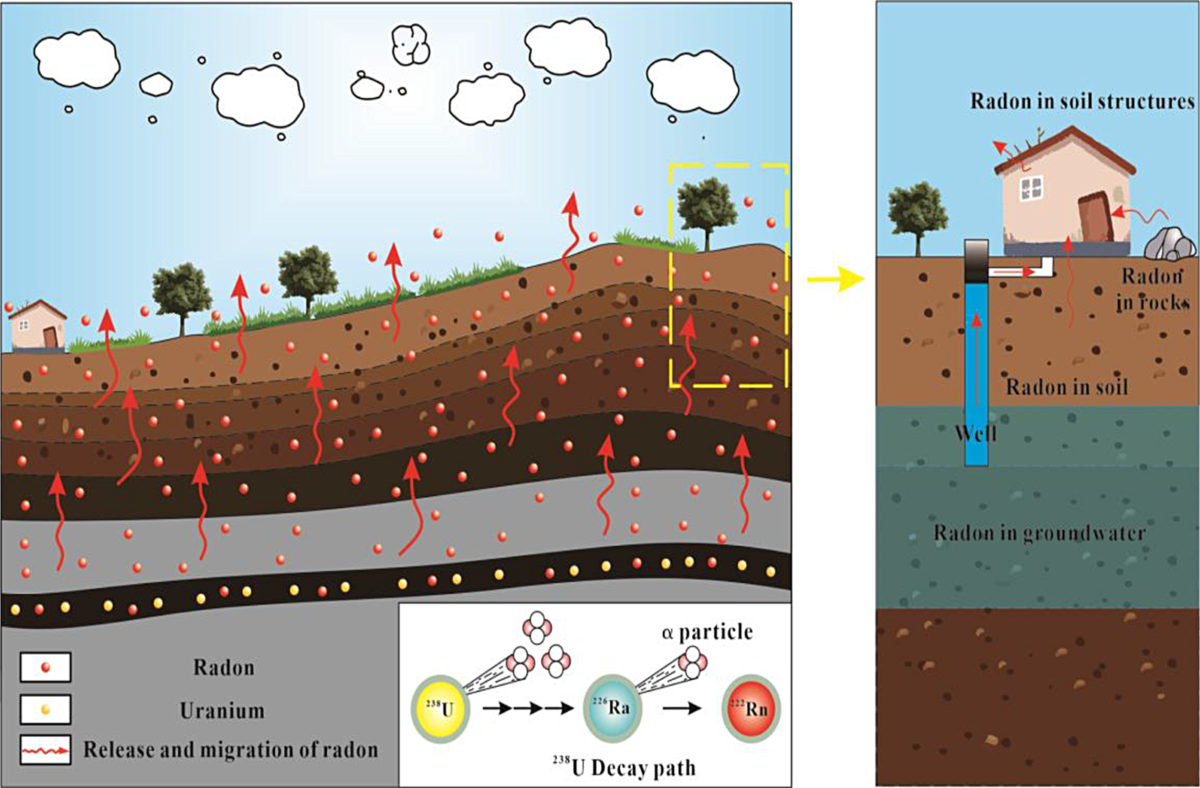 Radon
Uranium
Release and migration of radon
α particle
²³⁸U
²²⁶Ra
²²²Rn
²³⁸U Decay path
Radon in soil structures
Radon
in rocks
Radon in soil
Well
Radon in groundwater